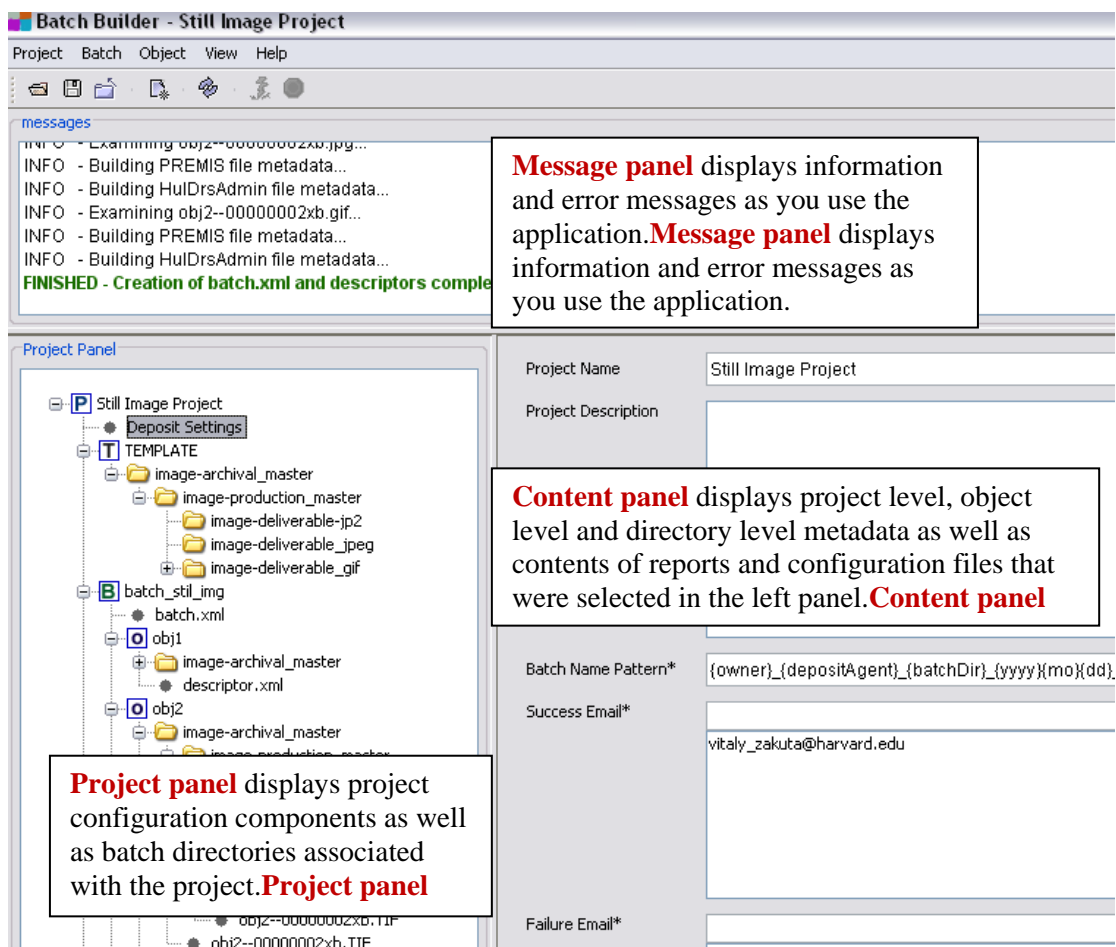 Batch Builder - Still Image Project
Project Batch Object View Help
messages
INFO - Examining obj2--00000002xb.jpg...
INFO - Building PREMIS file metadata...
INFO - Building HulDrsAdmin file metadata...
INFO - Examining obj2--00000002xb.gif...
INFO - Building PREMIS file metadata...
INFO - Building HulDrsAdmin file metadata...
FINISHED - Creation of batch.xml and descriptors comple
Message panel displays information
and error messages as you use the
application.Message panel displays
information and error messages as
you use the application.
Project Panel
P Still Image Project
Deposit Settings
T TEMPLATE
image-archival_master
image-production_master
image-deliverable-jp2
image-deliverable_jpeg
image-deliverable_gif
B batch_stil_img
batch.xml
O obj1
image-archival_master
descriptor.xml
O obj2
image-archival_master
image-production_master
Project panel displays project
configuration components as well
as batch directories associated
with the project.Project panel
obj2--00000002xb.TIF
obj2--00000002xb.TIF
Project Name Still Image Project
Project Description
Content panel displays project level, object
level and directory level metadata as well as
contents of reports and configuration files that
were selected in the left panel.Content panel
Batch Name Pattern* {owner}_{depositAgent}_{batchDir}_{yyyy}{mo}{dd}_
Success Email*
vitaly_zakuta@harvard.edu
Failure Email*